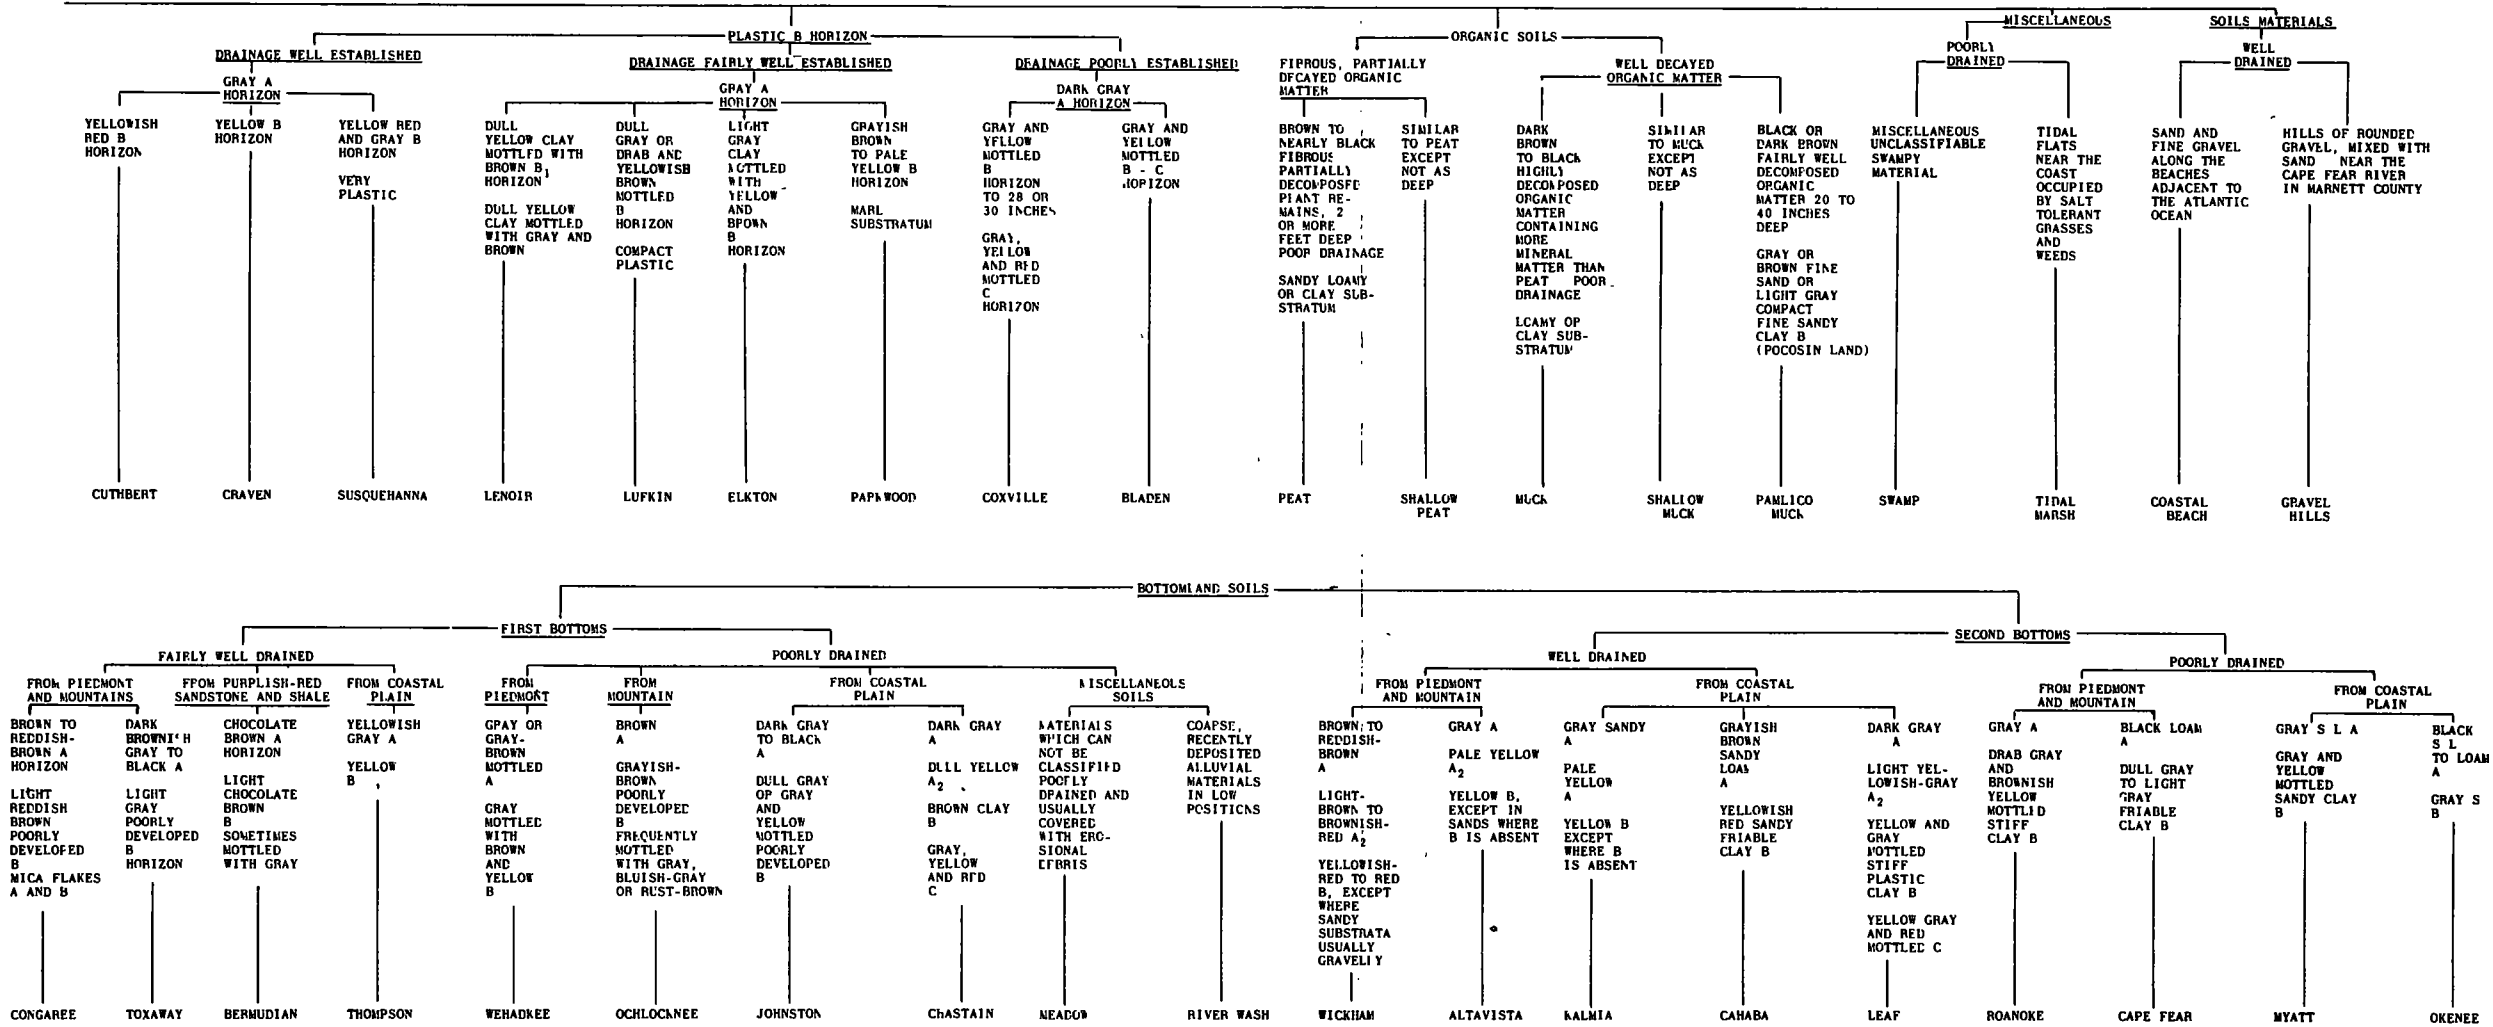 MISCELLANEOUS
SOILS MATERIALS
PLASTIC B HORIZON
ORGANIC SOILS
DRAINAGE WELL ESTABLISHED
DRAINAGE FAIRLY WELL ESTABLISHED
DRAINAGE POORLY ESTABLISHED
FIBROUS, PARTIALLY
DECAYED ORGANIC
MATTER
WELL DECAYED
ORGANIC MATTER
POORLY
DRAINED
WELL
DRAINED
GRAY A
HORIZON
GRAY A
HORIZON
DARK GRAY
A HORIZON
YELLOWISH
RED B
HORIZON
YELLOW B
HORIZON
YELLOW RED
AND GRAY B
HORIZON
VERY
PLASTIC
DULL
YELLOW CLAY
MOTTLED WITH
BROWN B1
HORIZON
DULL YELLOW
CLAY MOTTLED
WITH GRAY AND
BROWN
DULL
GRAY OR
DRAB AND
YELLOWISH
BROWN
MOTTLED
B
HORIZON
COMPACT
PLASTIC
LIGHT
GRAY
CLAY
MOTTLED
WITH
YELLOW
AND
BROWN
B
HORIZON
GRAYISH
BROWN
TO PALE
YELLOW B
HORIZON
MARL
SUBSTRATUM
GRAY AND
YELLOW
MOTTLED
B
HORIZON
TO 28 OR
30 INCHES
GRAY,
YELLOW
AND RED
MOTTLED
C
HORIZON
GRAY AND
YELLOW
MOTTLED
B - C
HORIZON
BROWN TO
NEARLY BLACK
FIBROUS
PARTIALLY
DECOMPOSED
PLANT RE-
MAINS, 2
OR MORE
FEET DEEP
POOR DRAINAGE
SANDY LOAMY
OR CLAY SUB-
STRATUM
SIMILAR
TO PEAT
EXCEPT
NOT AS
DEEP
DARK
BROWN
TO BLACK
HIGHLY
DECOMPOSED
ORGANIC
MATTER
CONTAINING
MORE
MINERAL
MATTER THAN
PEAT POOR
DRAINAGE
LOAMY OR
CLAY SUB-
STRATUM
SIMILAR
TO MUCK
EXCEPT
NOT AS
DEEP
BLACK OR
DARK BROWN
FAIRLY WELL
DECOMPOSED
ORGANIC
MATTER 20 TO
40 INCHES
DEEP
GRAY OR
BROWN FINE
SAND OR
LIGHT GRAY
COMPACT
FINE SANDY
CLAY B
(POCOSIN LAND)
MISCELLANEOUS
UNCLASSIFIABLE
SWAMPY
MATERIAL
TIDAL
FLATS
NEAR THE
COAST
OCCUPIED
BY SALT
TOLERANT
GRASSES
AND
WEEDS
SAND AND
FINE GRAVEL
ALONG THE
BEACHES
ADJACENT TO
THE ATLANTIC
OCEAN
HILLS OF ROUNDED
GRAVEL, MIXED WITH
SAND NEAR THE
CAPE FEAR RIVER
IN MARNETT COUNTY
CUTHBERT
CRAVEN
SUSQUEHANNA
LENOIR
LUFKIN
ELKTON
PARKWOOD
COXVILLE
BLADEN
PEAT
SHALLOW
PEAT
MUCK
SHALLOW
MUCK
PAMLICO
MUCK
SWAMP
TIDAL
MARSH
COASTAL
BEACH
GRAVEL
HILLS
BOTTOMLAND SOILS
FIRST BOTTOMS
SECOND BOTTOMS
FAIRLY WELL DRAINED
POORLY DRAINED
WELL DRAINED
POORLY DRAINED
FROM PIEDMONT
AND MOUNTAINS
FROM PURPLISH-RED
SANDSTONE AND SHALE
FROM COASTAL
PLAIN
FROM
PIEDMONT
FROM
MOUNTAIN
FROM COASTAL
PLAIN
MISCELLANEOLS
SOILS
FROM PIEDMONT
AND MOUNTAIN
FROM COASTAL
PLAIN
FROM PIEDMONT
AND MOUNTAIN
FROM COASTAL
PLAIN
BROWN TO
REDDISH-
BROWN A
HORIZON
LIGHT
REDDISH
BROWN
POORLY
DEVELOPED
B
MICA FLAKES
A AND B
DARK
BROWNISH
GRAY TO
BLACK A
LIGHT
GRAY
POORLY
DEVELOPED
B
HORIZON
CHOCOLATE
BROWN A
HORIZON
LIGHT
CHOCOLATE
BROWN
B
SOMETIMES
MOTTLED
WITH GRAY
YELLOWISH
GRAY A
YELLOW
B
GRAY OR
GRAY-
BROWN
MOTTLED
A
GRAY
MOTTLED
WITH
BROWN
AND
YELLOW
B
BROWN
A
GRAYISH-
BROWN
POORLY
DEVELOPED
B
FREQUENTLY
MOTTLED
WITH GRAY,
BLUISH-GRAY
OR RUST-BROWN
DARK GRAY
TO BLACK
A
DULL GRAY
OR GRAY
AND
YELLOW
MOTTLED
POORLY
DEVELOPED
B
DARK GRAY
A
DULL YELLOW
A2
BROWN CLAY
B
GRAY,
YELLOW
AND RED
C
MATERIALS
WHICH CAN
NOT BE
CLASSIFIED
POORLY
DRAINED AND
USUALLY
COVERED
WITH ERO-
SIONAL
DEBRIS
COARSE,
RECENTLY
DEPOSITED
ALLUVIAL
MATERIALS
IN LOW
POSITIONS
BROWN TO
REDDISH-
BROWN
A
LIGHT-
BROWN TO
BROWNISH-
RED A2
YELLOWISH-
RED TO RED
B, EXCEPT
WHERE
SANDY
SUBSTRATA
USUALLY
GRAVELLY
GRAY A
PALE YELLOW
A2
YELLOW B,
EXCEPT IN
SANDS WHERE
B IS ABSENT
GRAY SANDY
A
PALE
YELLOW
A
YELLOW B
EXCEPT
WHERE B
IS ABSENT
GRAYISH
BROWN
SANDY
LOAM
A
YELLOWISH
RED SANDY
FRIABLE
CLAY B
DARK GRAY
A
LIGHT YEL-
LOWISH-GRAY
A2
YELLOW AND
GRAY
MOTTLED
STIFF
PLASTIC
CLAY B
YELLOW GRAY
AND RED
MOTTLED C
GRAY A
DRAB GRAY
AND
BROWNISH
YELLOW
MOTTLED
STIFF
CLAY B
BLACK LOAM
A
DULL GRAY
TO LIGHT
GRAY
FRIABLE
CLAY B
GRAY S L A
GRAY AND
YELLOW
MOTTLED
SANDY CLAY
B
BLACK
S L
TO LOAM
A
GRAY S
B
CONGAREE
TOXAWAY
BERMUDIAN
THOMPSON
WEHADKEE
OCHLOCKNEE
JOHNSTON
CHASTAIN
MEADOW
RIVER WASH
WICKHAM
ALTAVISTA
KALMIA
CAHABA
LEAF
ROANOKE
CAPE FEAR
MYATT
OKENEE